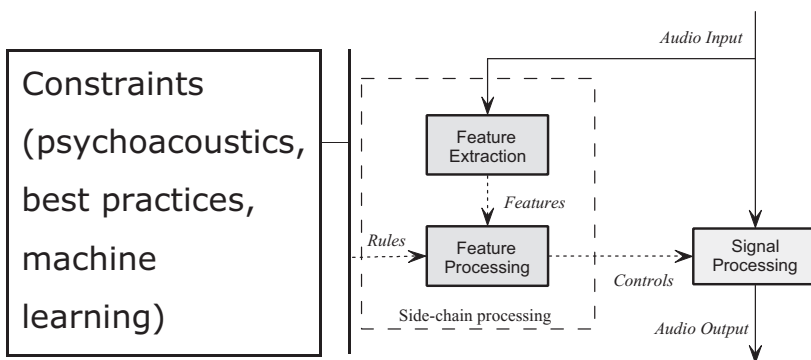 Constraints
(psychoacoustics,
best practices,
machine
learning)
Audio Input
Feature
Extraction
Features
Rules
Feature
Processing
Controls
Signal
Processing
Side-chain processing
Audio Output